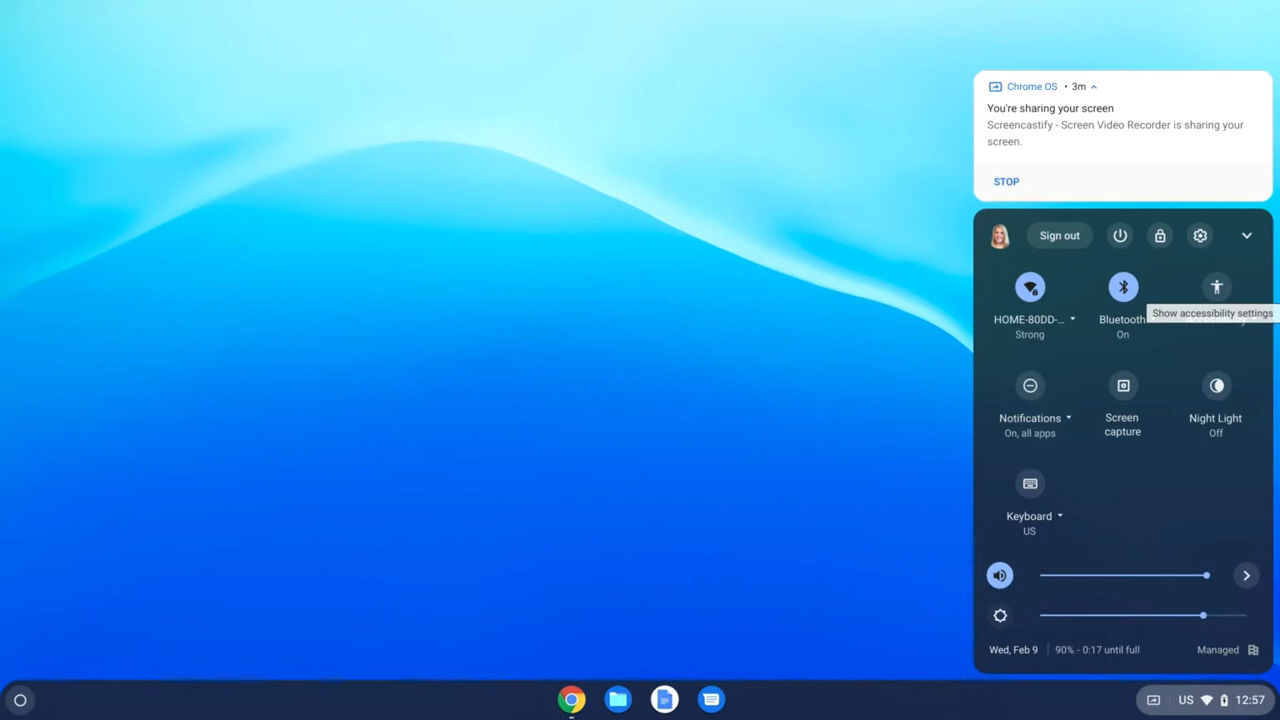 Chrome OS • 3m
You're sharing your screen
Screencastify - Screen Video Recorder is sharing your
screen.
STOP
Sign out
HOME-80DD-...
Strong
Bluetooth
On
Show accessibility settings
Notifications
On, all apps
Screen
capture
Night Light
Off
Keyboard
US
Wed, Feb 9
90% - 0:17 until full
Managed
US
12:57